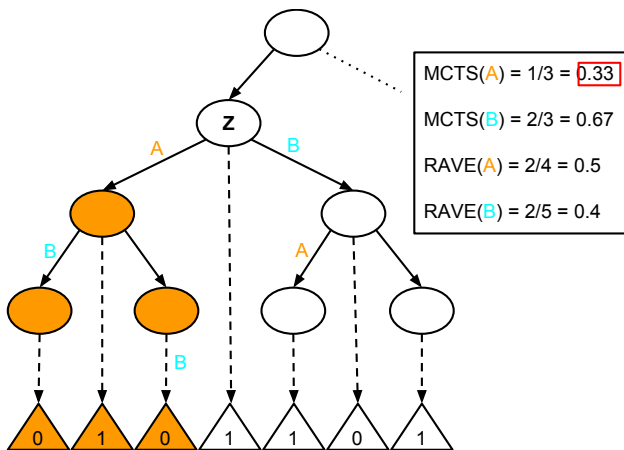 MCTS(A) = 1/3 = 0.33
MCTS(B) = 2/3 = 0.67
RAVE(A) = 2/4 = 0.5
RAVE(B) = 2/5 = 0.4
Z
A
B
B
A
B
0
1
0
1
1
0
1